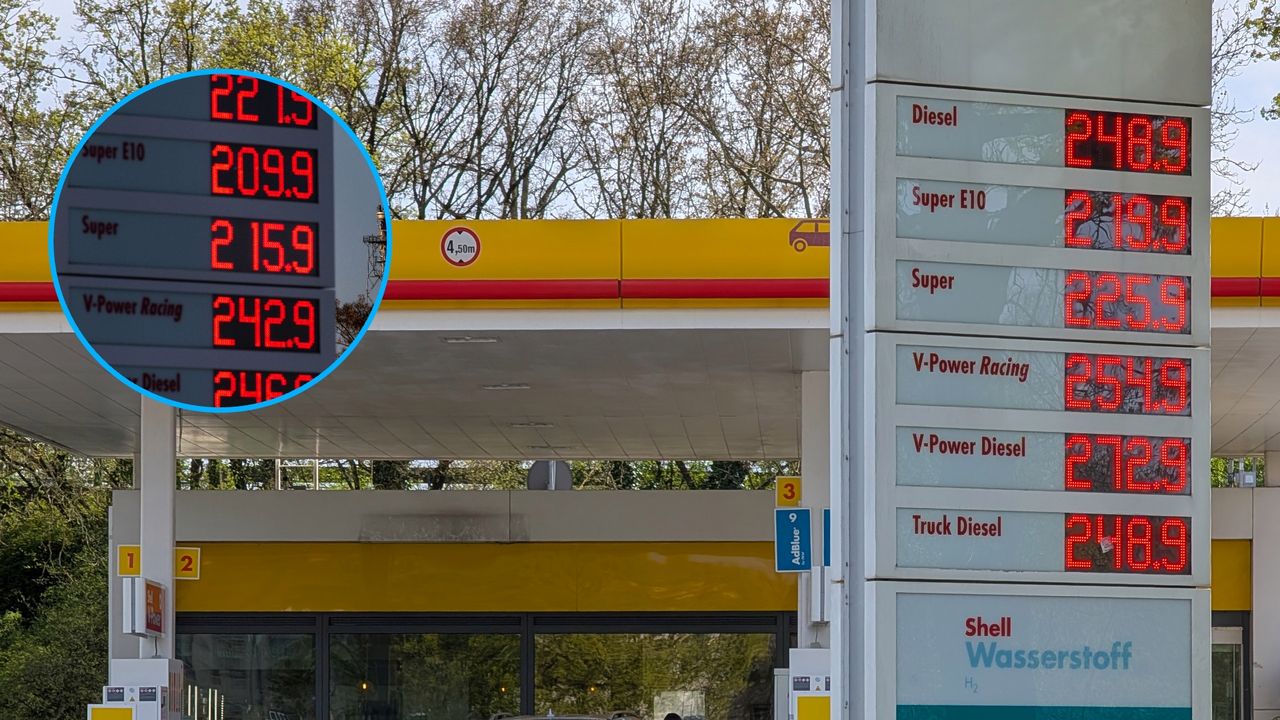 221.9
Super E10 209.9
Super 215.9
V-Power Racing 242.9
Diesel 246.
4,50m
Diesel 248.9
Super E10 219.9
Super 225.9
V-Power Racing 254.9
V-Power Diesel 272.9
Truck Diesel 248.9
Shell
Wasserstoff
H₂
1
2
3
9
AdBlue